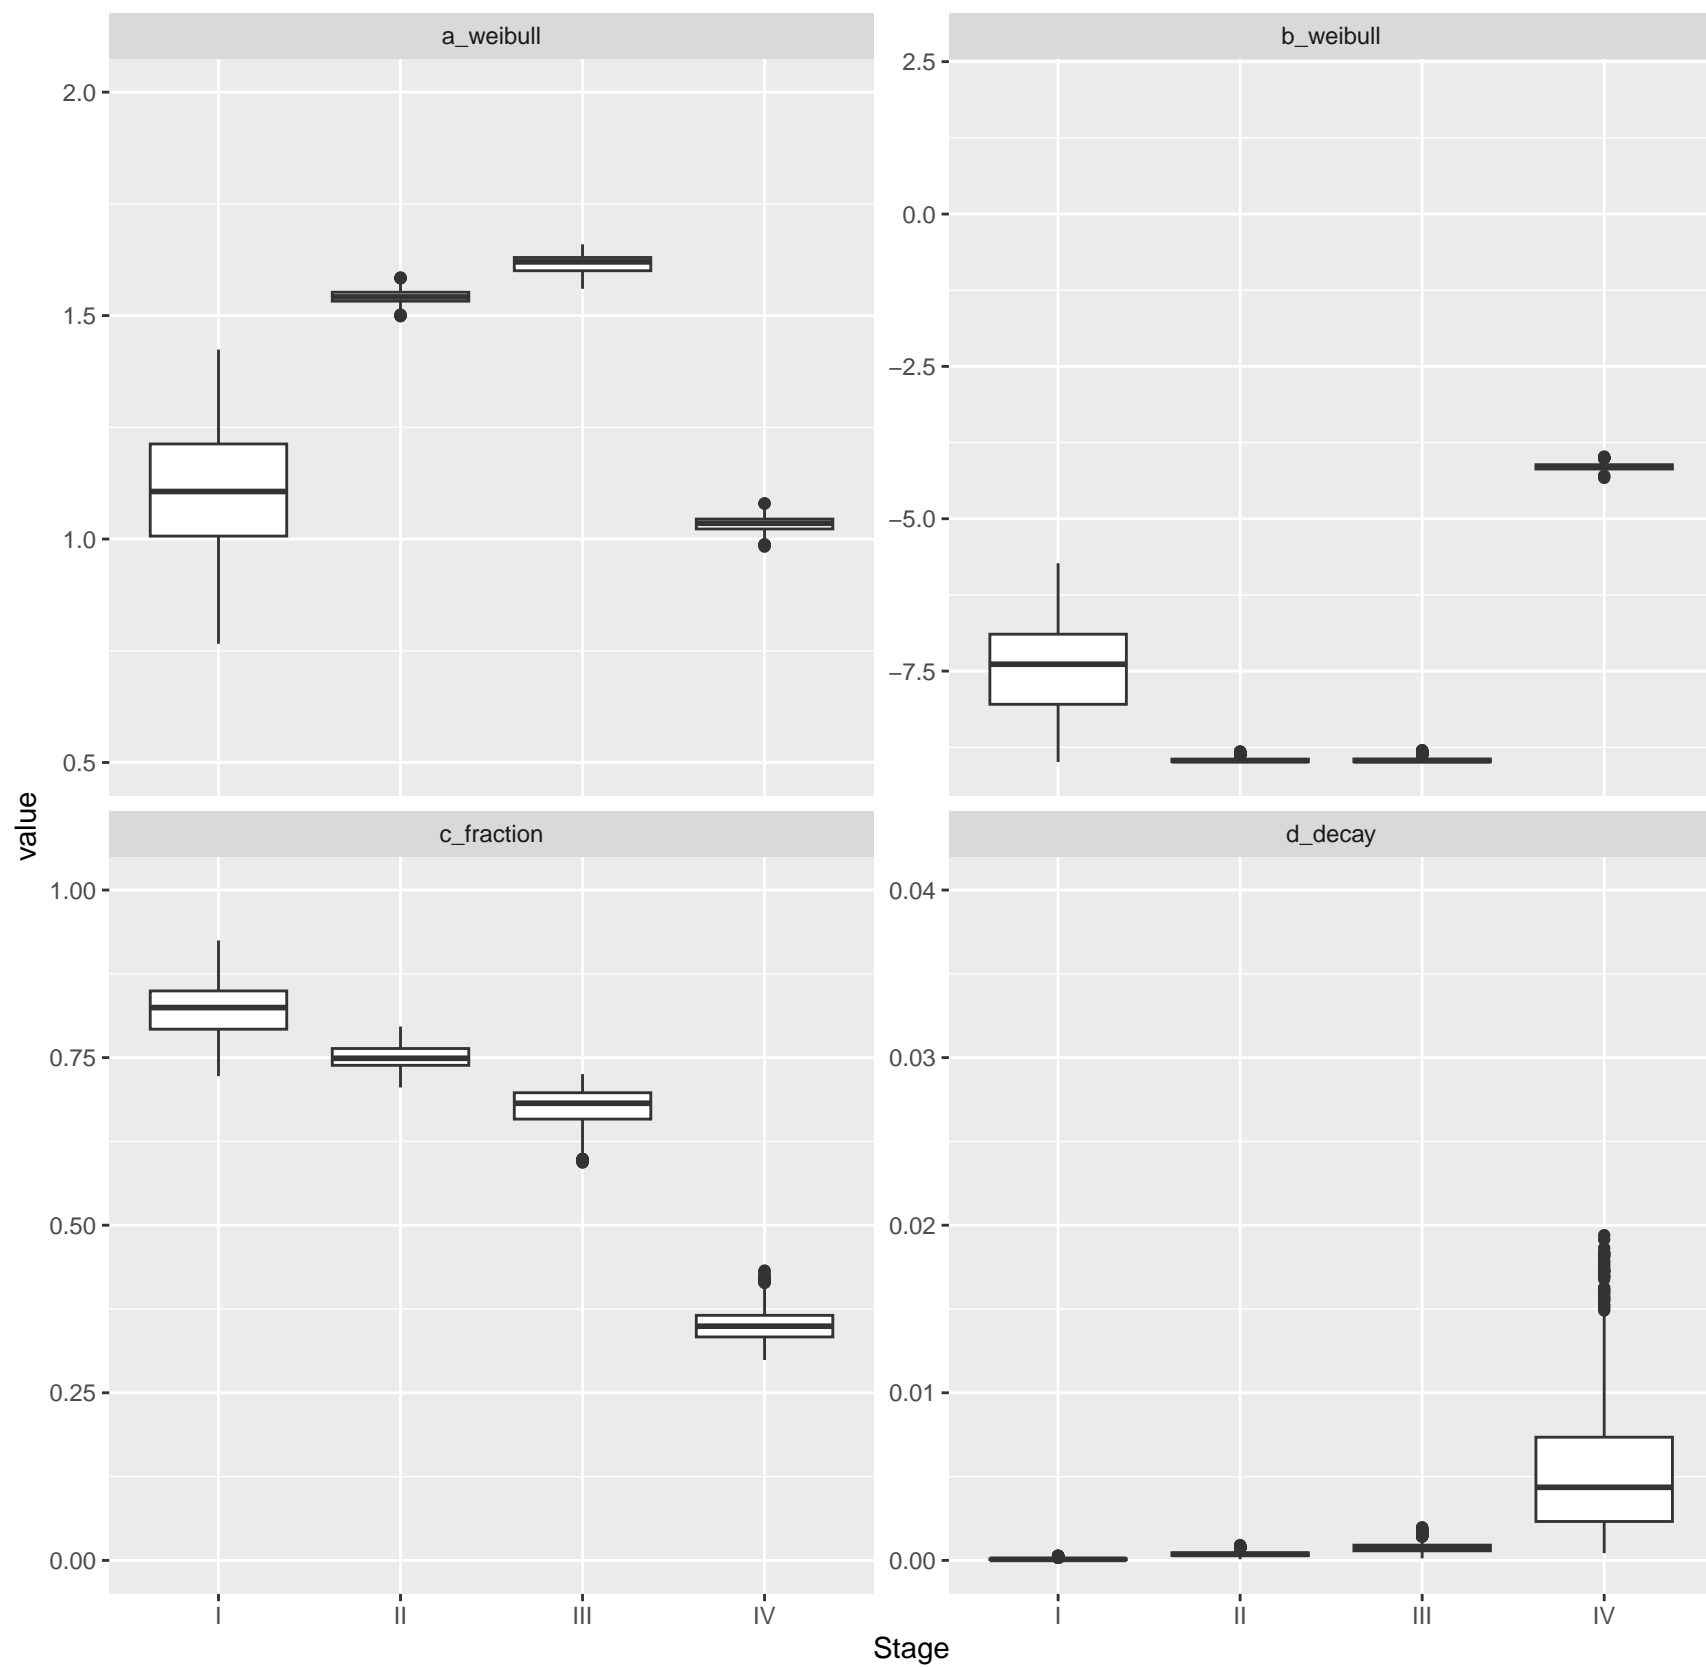 a_weibull
b_weibull
2.0
1.5
1.0
0.5
2.5
0.0
−2.5
−5.0
−7.5
value
c_fraction
d_decay
1.00
0.75
0.50
0.25
0.00
0.04
0.03
0.02
0.01
0.00
I II III IV
I II III IV
Stage